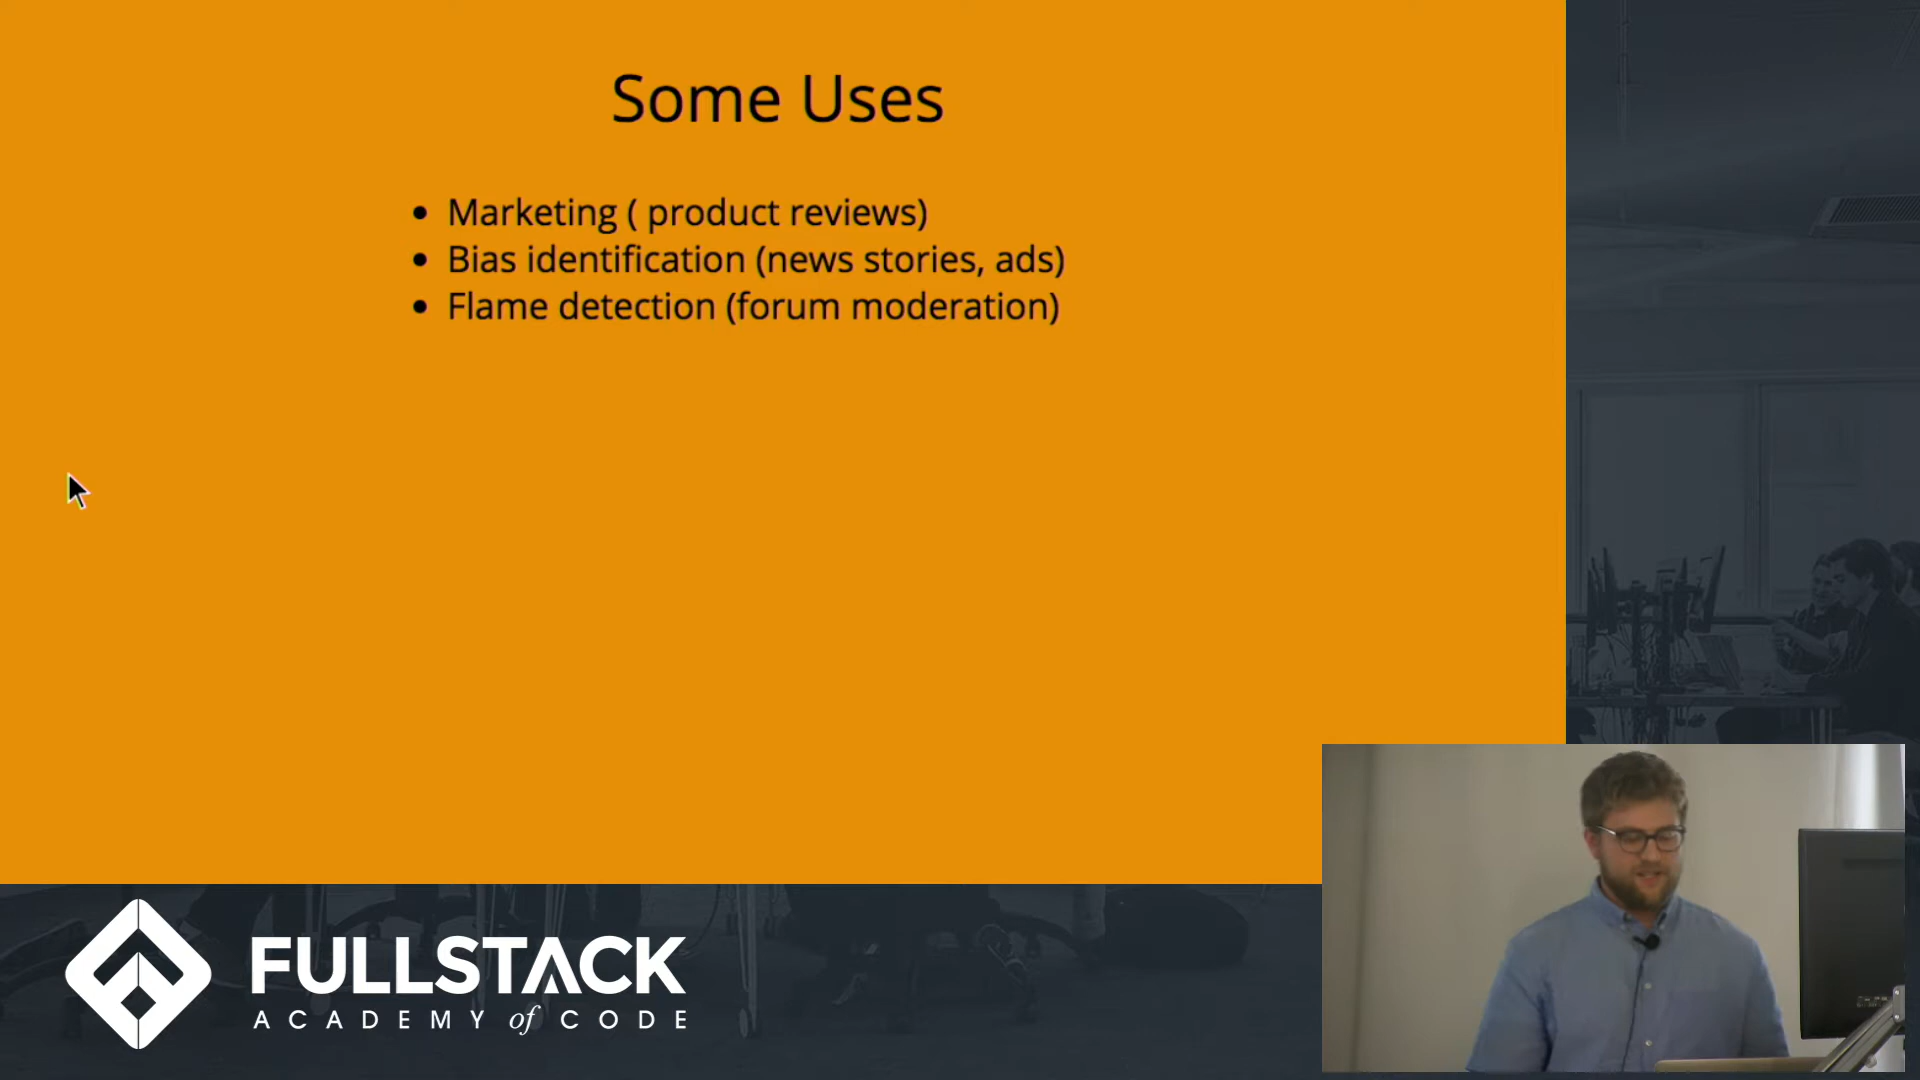 Some Uses
• Marketing ( product reviews)
• Bias identification (news stories, ads)
• Flame detection (forum moderation)
FULLSTACK
ACADEMY of CODE